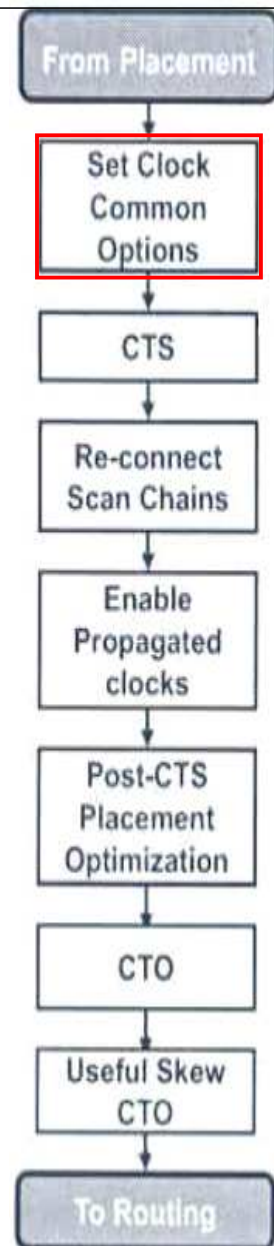 From Placement
Set Clock
Common
Options
CTS
Re-connect
Scan Chains
Enable
Propagated
clocks
Post-CTS
Placement
Optimization
CTO
Useful Skew
CTO
To Routing